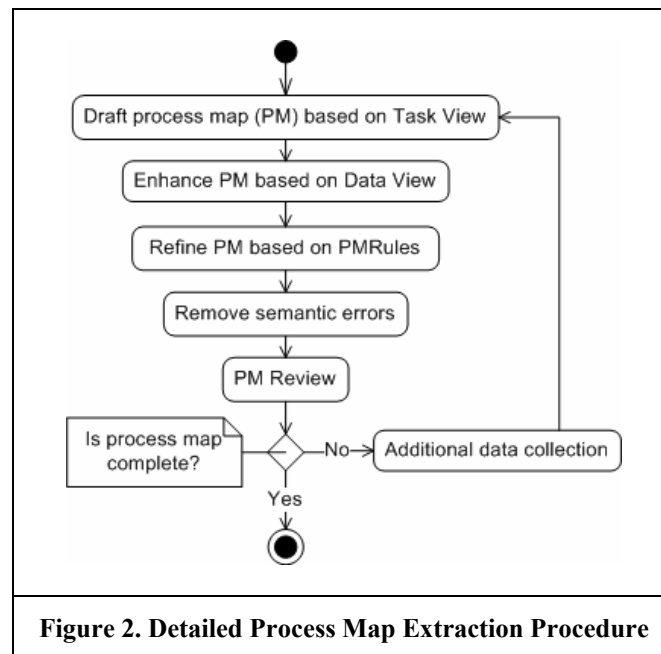 Draft process map (PM) based on Task View
Enhance PM based on Data View
Refine PM based on PMRules
Remove semantic errors
PM Review
Is process map
complete?
No
Additional data collection
Yes
Figure 2. Detailed Process Map Extraction Procedure